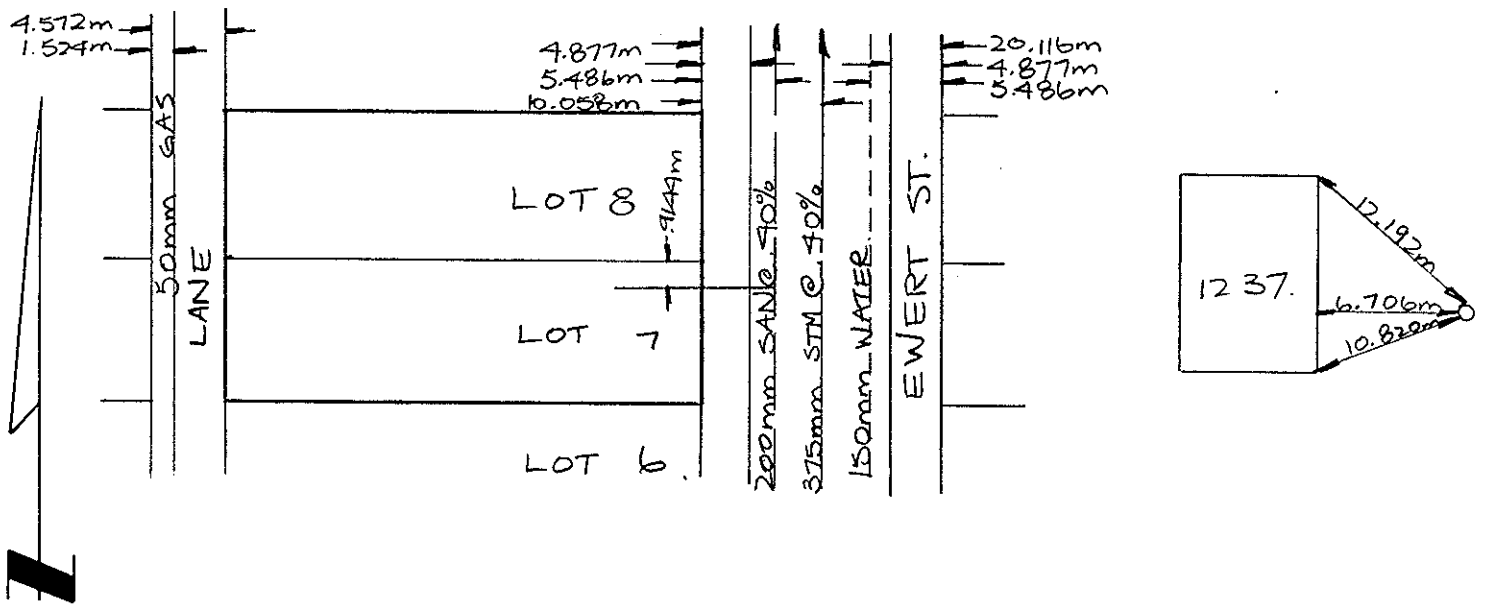 4.572m
1.524m
4.877m
5.486m
10.058m
20.116m
4.877m
5.486m
50mm GAS
LANE
LOT 8
.9144m
LOT 7
LOT 6.
200mm SAN @ .40%
375mm STM @ .40%
150mm WATER
EWERT ST.
1237.
12.192m
6.706m
10.820m